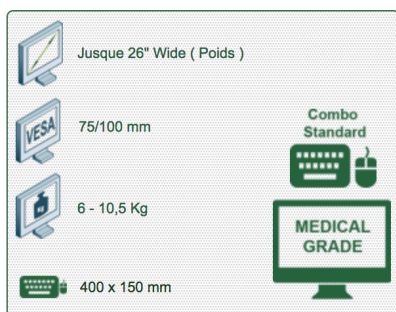 Jusque 26" Wide ( Poids )
VESA
75/100 mm
Combo
Standard
KG
6 - 10,5 Kg
MEDICAL
GRADE
400 x 150 mm